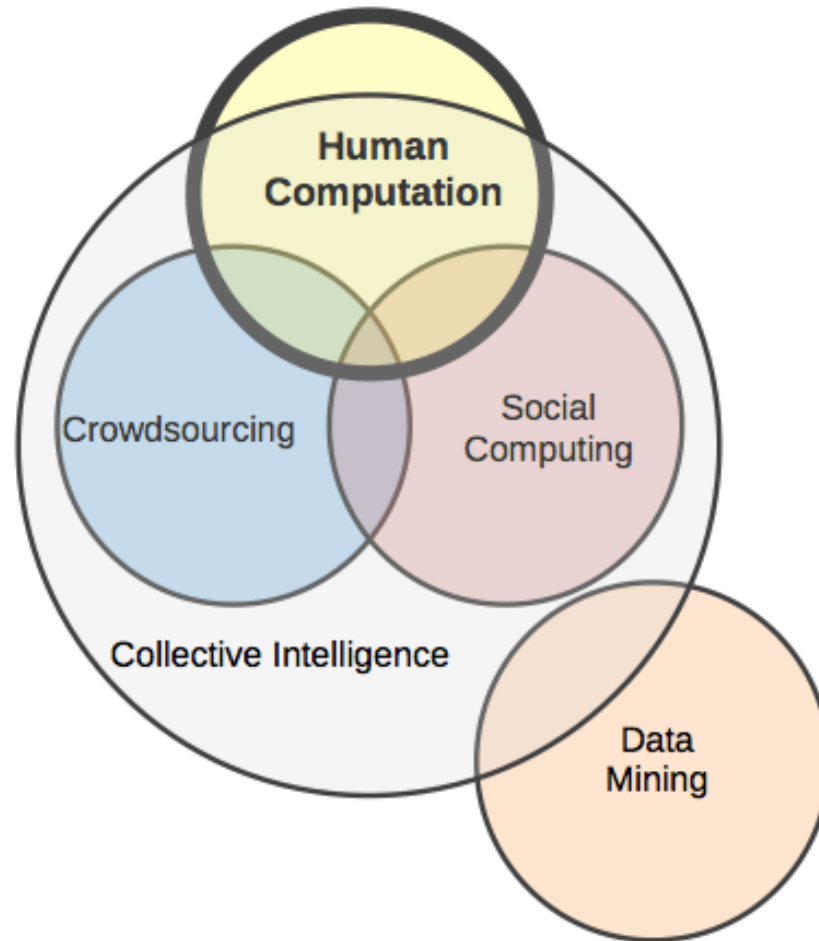 Human
Computation
Crowdsourcing
Social
Computing
Collective Intelligence
Data
Mining